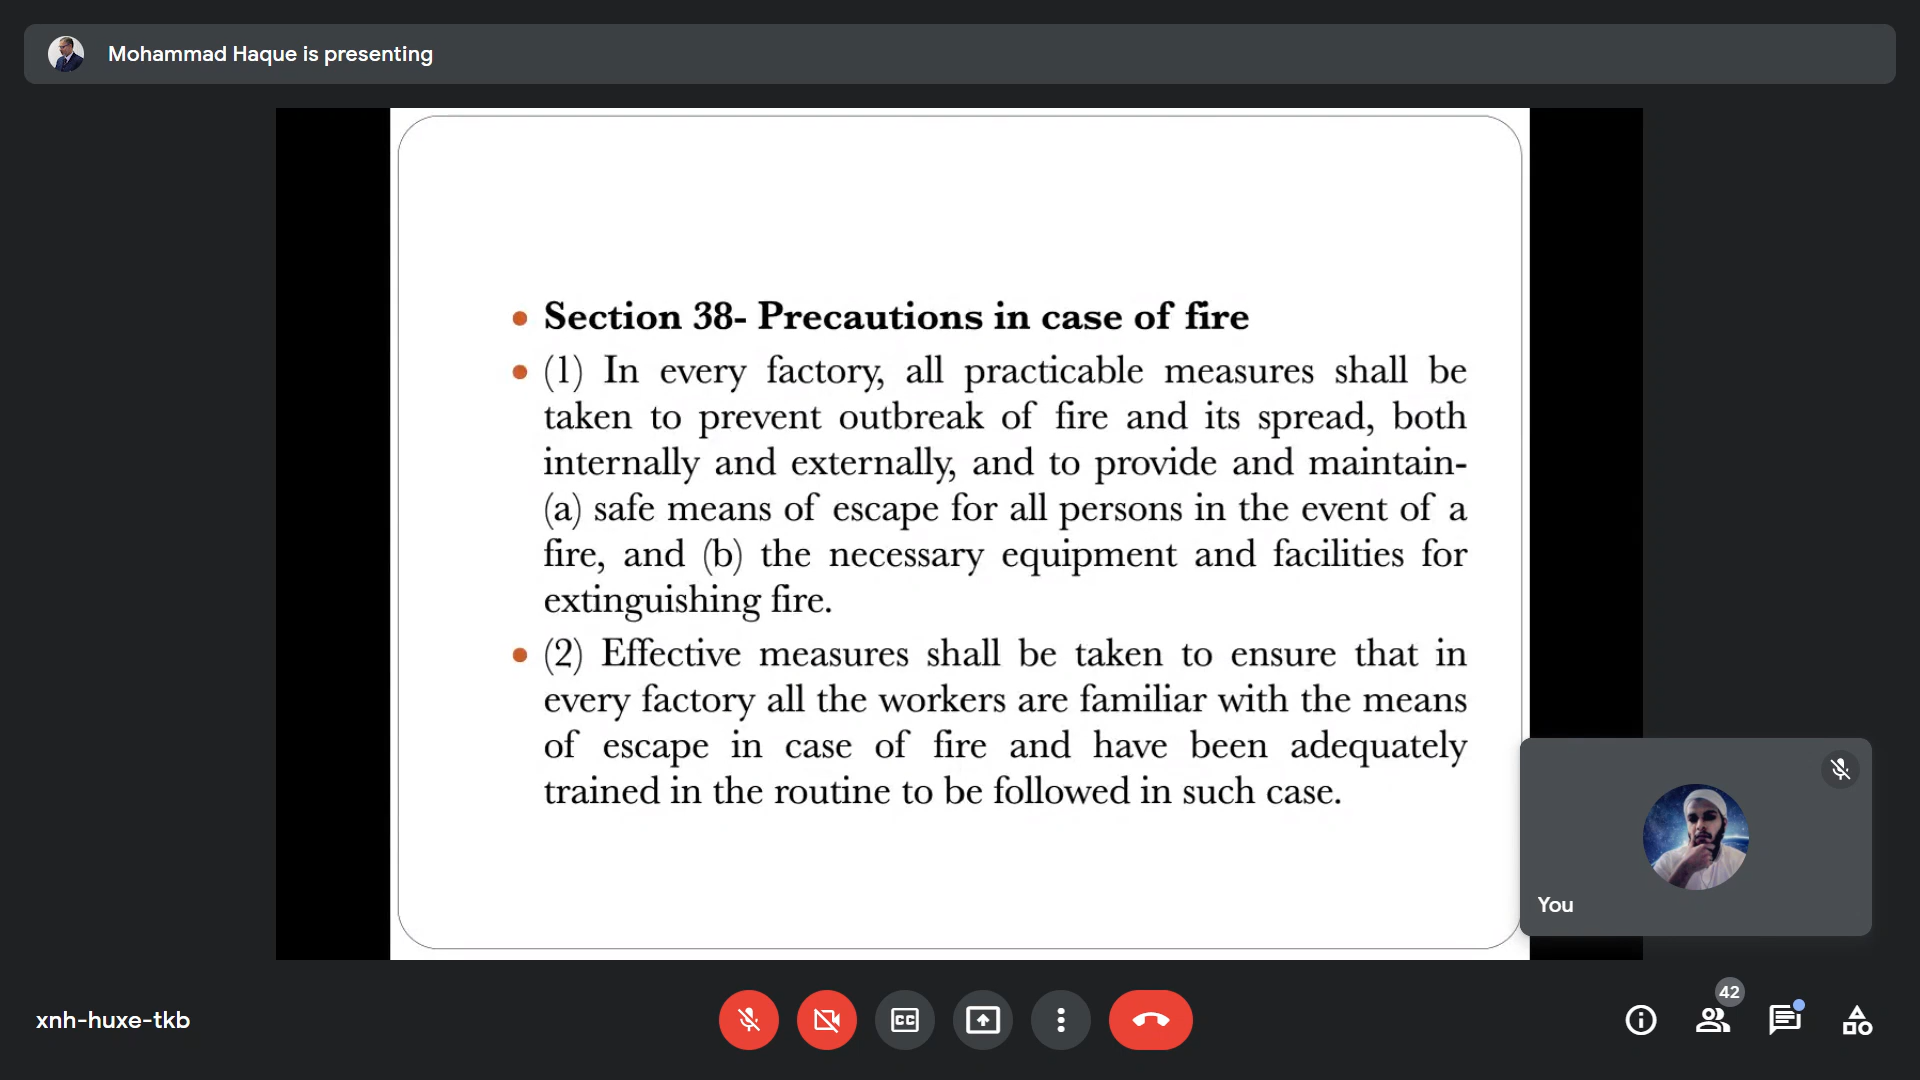 Mohammad Haque is presenting
Section 38- Precautions in case of fire
(1) In every factory, all practicable measures shall be
taken to prevent outbreak of fire and its spread, both
internally and externally, and to provide and maintain-
(a) safe means of escape for all persons in the event of a
fire, and (b) the necessary equipment and facilities for
extinguishing fire.
(2) Effective measures shall be taken to ensure that in
every factory all the workers are familiar with the means
of escape in case of fire and have been adequately
trained in the routine to be followed in such case.
You
xnh-huxe-tkb
CC
42